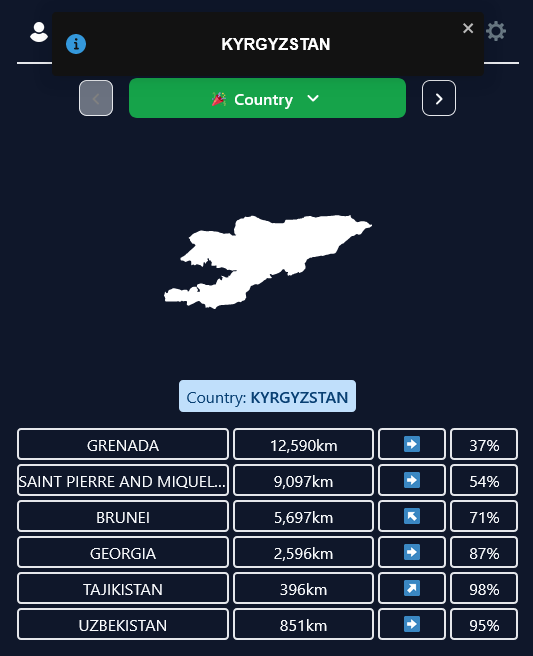 KYRGYZSTAN
Country
Country: KYRGYZSTAN
GRENADA 12,590km 37%
SAINT PIERRE AND MIQUEL... 9,097km 54%
BRUNEI 5,697km 71%
GEORGIA 2,596km 87%
TAJIKISTAN 396km 98%
UZBEKISTAN 851km 95%